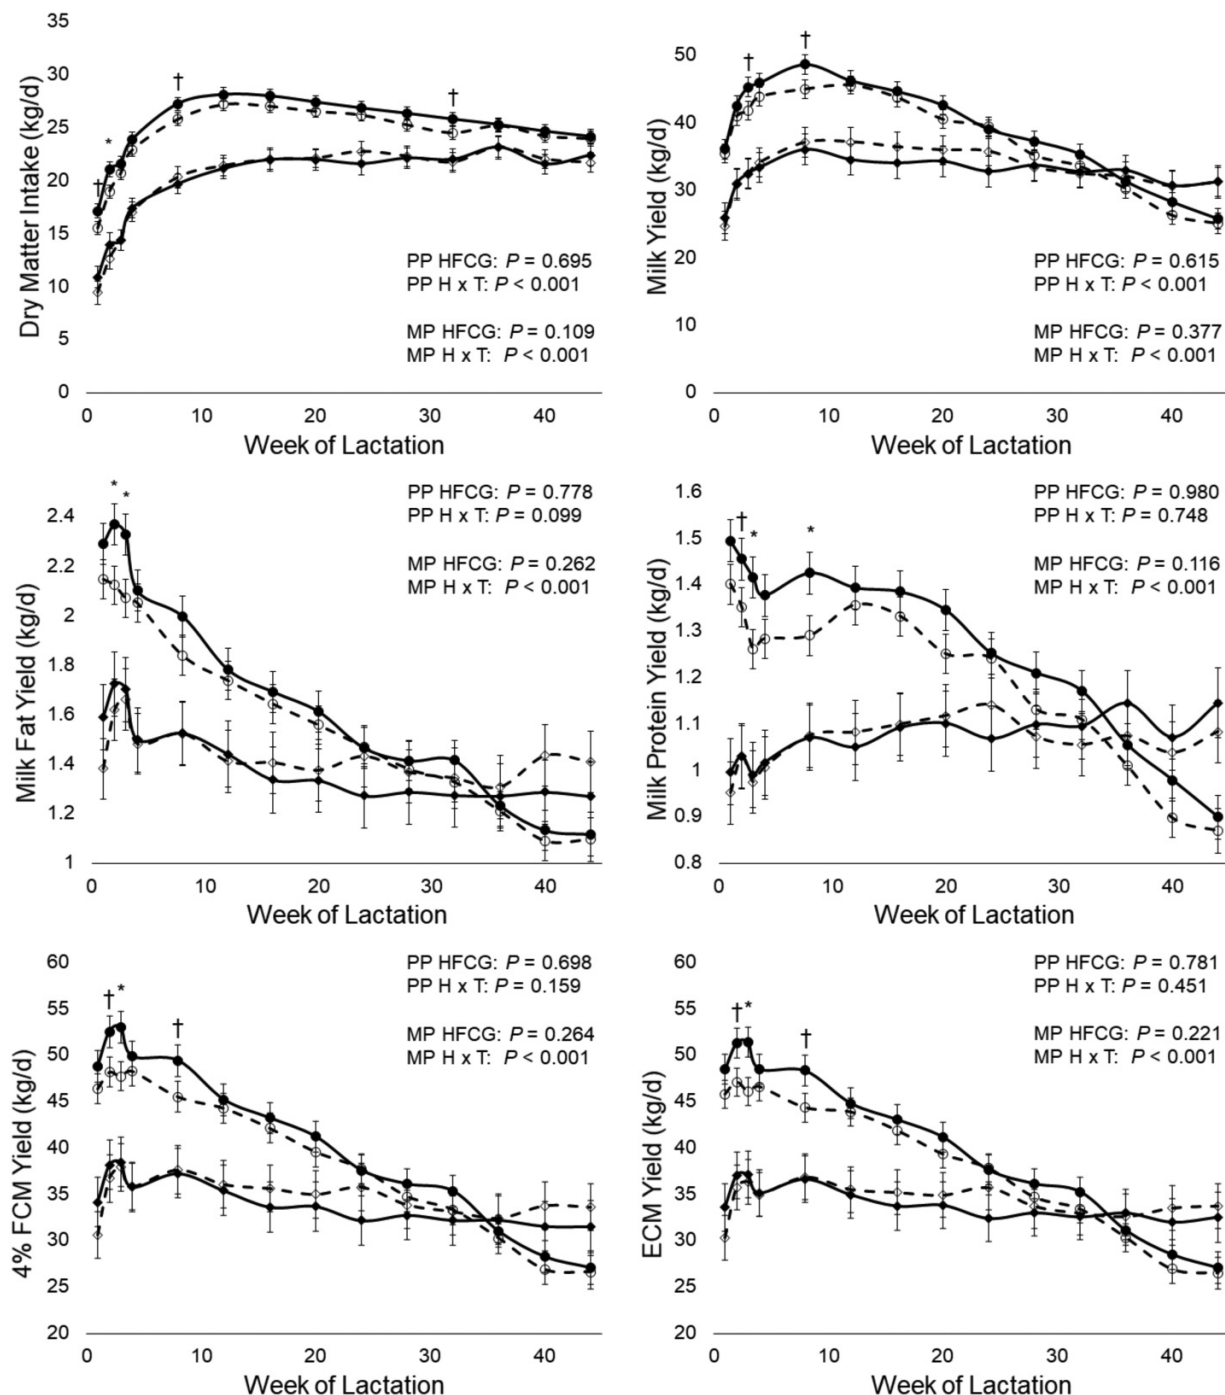 35
30
25
20
15
10
5
0
Dry Matter Intake (kg/d)
†
*
†
†
PP HFCG: P = 0.695
PP H x T: P < 0.001
MP HFCG: P = 0.109
MP H x T: P < 0.001
0 10 20 30 40
Week of Lactation
50
40
30
20
10
0
Milk Yield (kg/d)
†
†
PP HFCG: P = 0.615
PP H x T: P < 0.001
MP HFCG: P = 0.377
MP H x T: P < 0.001
0 10 20 30 40
Week of Lactation
2.4
2.2
2
1.8
1.6
1.4
1.2
1
Milk Fat Yield (kg/d)
* *
PP HFCG: P = 0.778
PP H x T: P = 0.099
MP HFCG: P = 0.262
MP H x T: P < 0.001
0 10 20 30 40
Week of Lactation
1.6
1.5
1.4
1.3
1.2
1.1
1
0.9
0.8
Milk Protein Yield (kg/d)
† * *
PP HFCG: P = 0.980
PP H x T: P = 0.748
MP HFCG: P = 0.116
MP H x T: P < 0.001
0 10 20 30 40
Week of Lactation
60
55
50
45
40
35
30
25
20
4% FCM Yield (kg/d)
† * †
PP HFCG: P = 0.698
PP H x T: P = 0.159
MP HFCG: P = 0.264
MP H x T: P < 0.001
0 10 20 30 40
Week of Lactation
60
55
50
45
40
35
30
25
20
ECM Yield (kg/d)
† * †
PP HFCG: P = 0.781
PP H x T: P = 0.451
MP HFCG: P = 0.221
MP H x T: P < 0.001
0 10 20 30 40
Week of Lactation